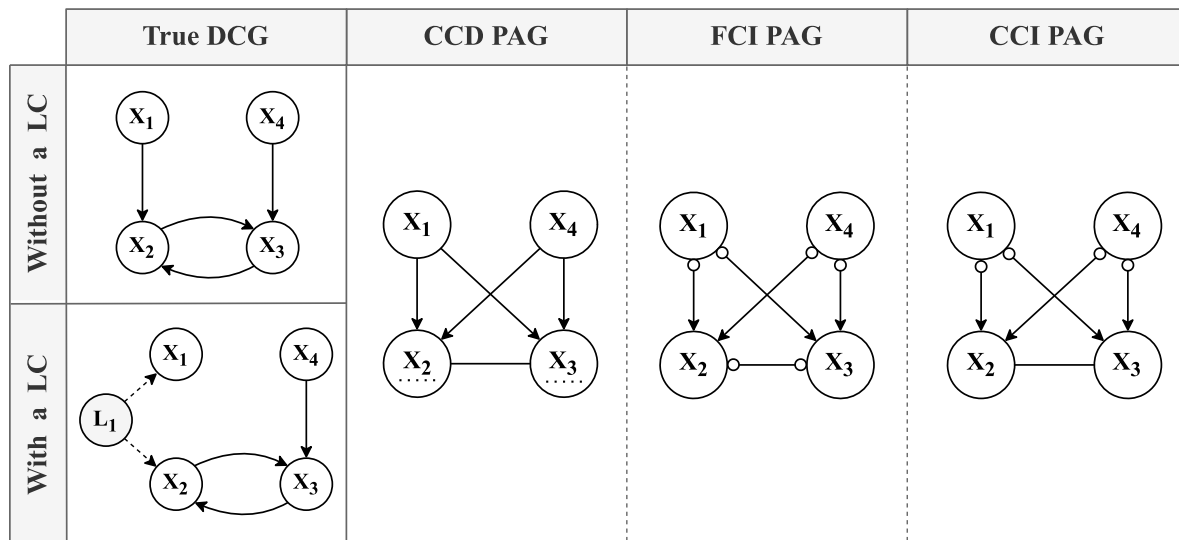 True DCG
CCD PAG
FCI PAG
CCI PAG
Without a LC
X1
X4
X2
X3
With a LC
X1
X4
L1
X2
X3
X1
X4
X2
X3
X1
X4
X2
X3
X1
X4
X2
X3